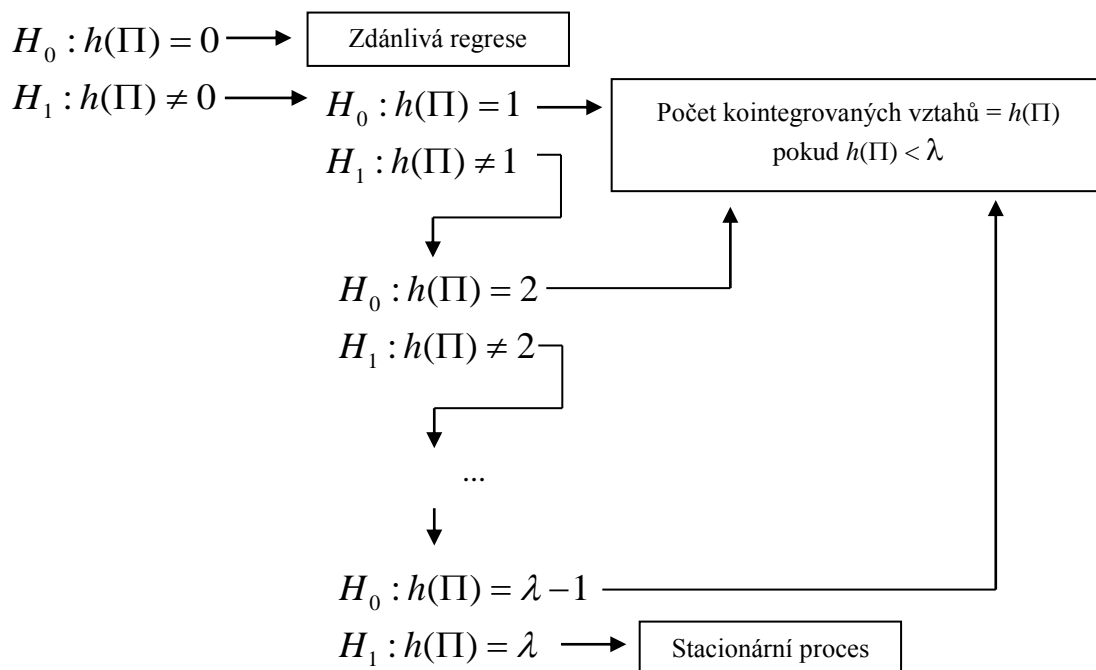 H₀ : h(Π) = 0
Zdánlivá regrese
H₁ : h(Π) ≠ 0
H₀ : h(Π) = 1
H₁ : h(Π) ≠ 1
Počet kointegrovaných vztahů = h(Π)
pokud h(Π) < λ
H₀ : h(Π) = 2
H₁ : h(Π) ≠ 2
...
H₀ : h(Π) = λ − 1
H₁ : h(Π) = λ
Stacionární proces